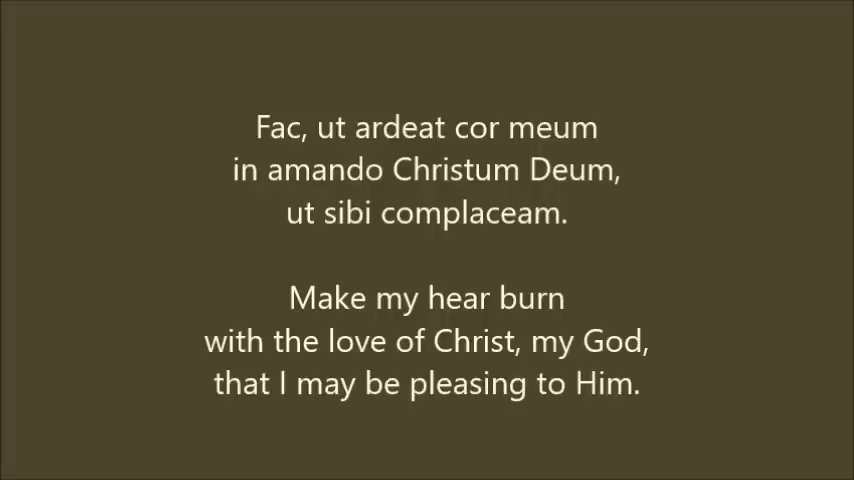 Fac, ut ardeat cor meum
in amando Christum Deum,
ut sibi complaceam.
Make my hear burn
with the love of Christ, my God,
that I may be pleasing to Him.